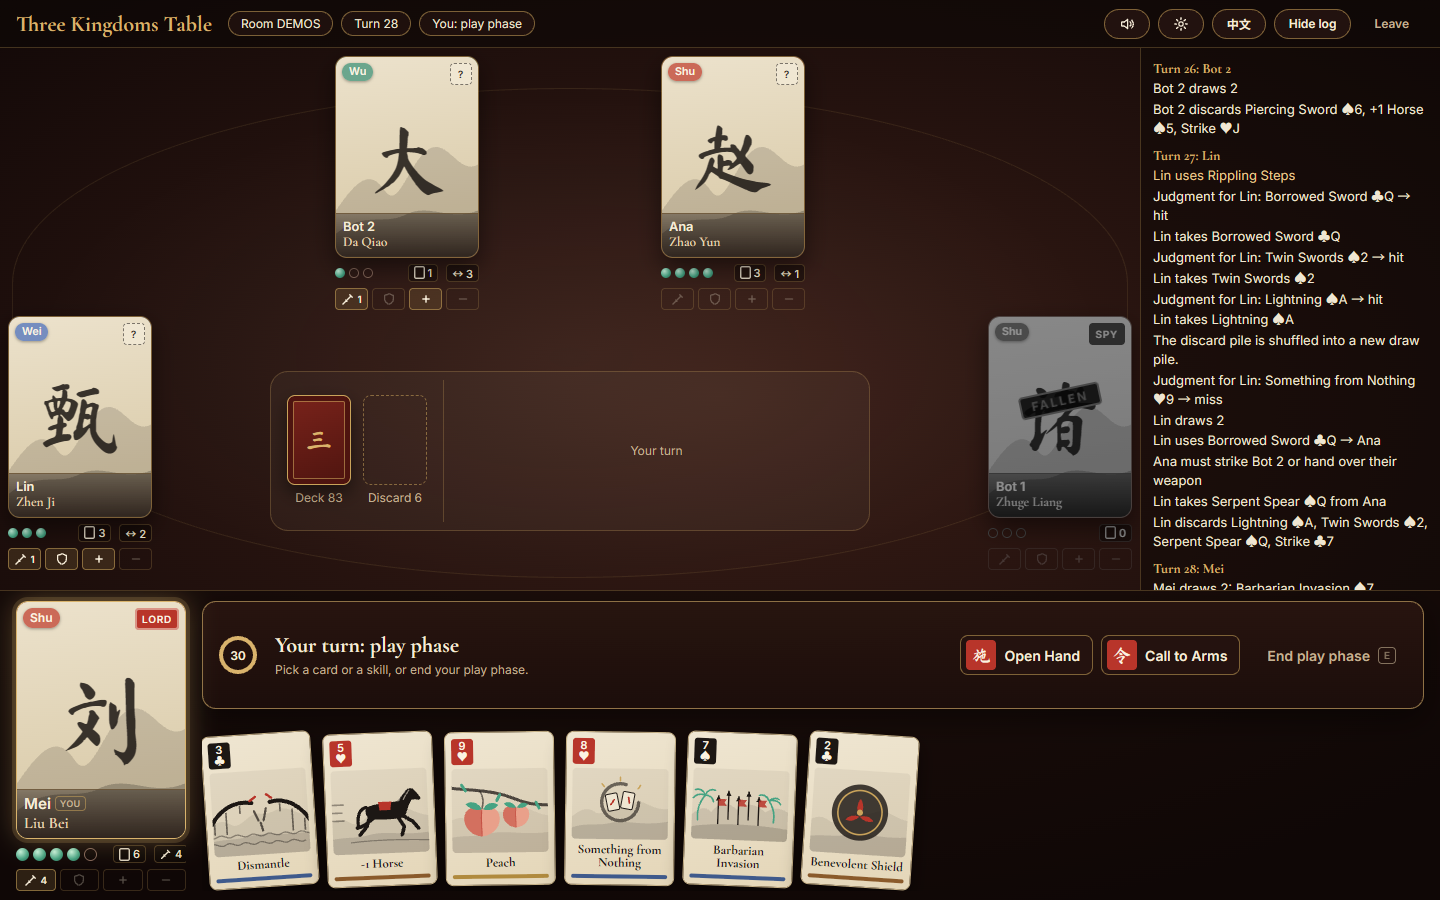 Three Kingdoms Table
Room DEMOS
Turn 28
You: play phase
中文
Hide log
Leave
Wu
?
大
Bot 2
Da Qiao
1
3
1
Shu
?
赵
Ana
Zhao Yun
3
1
Wei
?
甄
Lin
Zhen Ji
3
2
1
Shu
SPY
诸
FALLEN
Bot 1
Zhuge Liang
0
三
Deck 83
Discard 6
Your turn
Turn 26: Bot 2
Bot 2 draws 2
Bot 2 discards Piercing Sword ♠6, +1 Horse
♠5, Strike ♥J
Turn 27: Lin
Lin uses Rippling Steps
Judgment for Lin: Borrowed Sword ♣Q →
hit
Lin takes Borrowed Sword ♣Q
Judgment for Lin: Twin Swords ♠2 → hit
Lin takes Twin Swords ♠2
Judgment for Lin: Lightning ♠A → hit
Lin takes Lightning ♠A
The discard pile is shuffled into a new draw
pile.
Judgment for Lin: Something from Nothing
♥9 → miss
Lin draws 2
Lin uses Borrowed Sword ♣Q → Ana
Ana must strike Bot 2 or hand over their
weapon
Lin takes Serpent Spear ♠Q from Ana
Lin discards Lightning ♠A, Twin Swords ♠2,
Serpent Spear ♠Q, Strike ♣7
Turn 28: Mei
Mei draws 2: Barbarian Invasion ♠7
Shu
LORD
刘
Mei YOU
Liu Bei
6
4
4
30
Your turn: play phase
Pick a card or a skill, or end your play phase.
施 Open Hand
令 Call to Arms
End play phase E
3
♣
Dismantle
5
♥
-1 Horse
9
♥
Peach
8
♥
Something from
Nothing
7
♠
Barbarian
Invasion
2
♣
Benevolent Shield